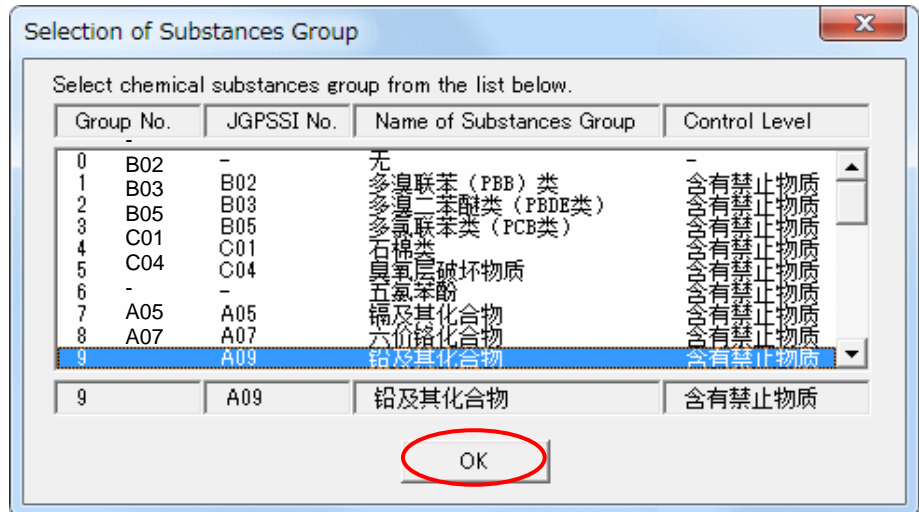 Selection of Substances Group
Select chemical substances group from the list below.
Group No. JGPSSI No. Name of Substances Group Control Level
-
0 B02 - 无 -
1 B03 B02 多溴联苯（PBB）类 含有禁止物质
2 B05 B03 多溴二苯醚类（PBDE类） 含有禁止物质
3 C01 B05 多氯联苯类（PCB类） 含有禁止物质
4 C01 石棉类 含有禁止物质
5 C04 C04 臭氧层破坏物质 含有禁止物质
6 - - 五氯苯酚 含有禁止物质
7 A05 A05 镉及其化合物 含有禁止物质
8 A07 A07 六价铬化合物 含有禁止物质
9 A09 铅及其化合物 含有禁止物质
9 A09 铅及其化合物 含有禁止物质
OK